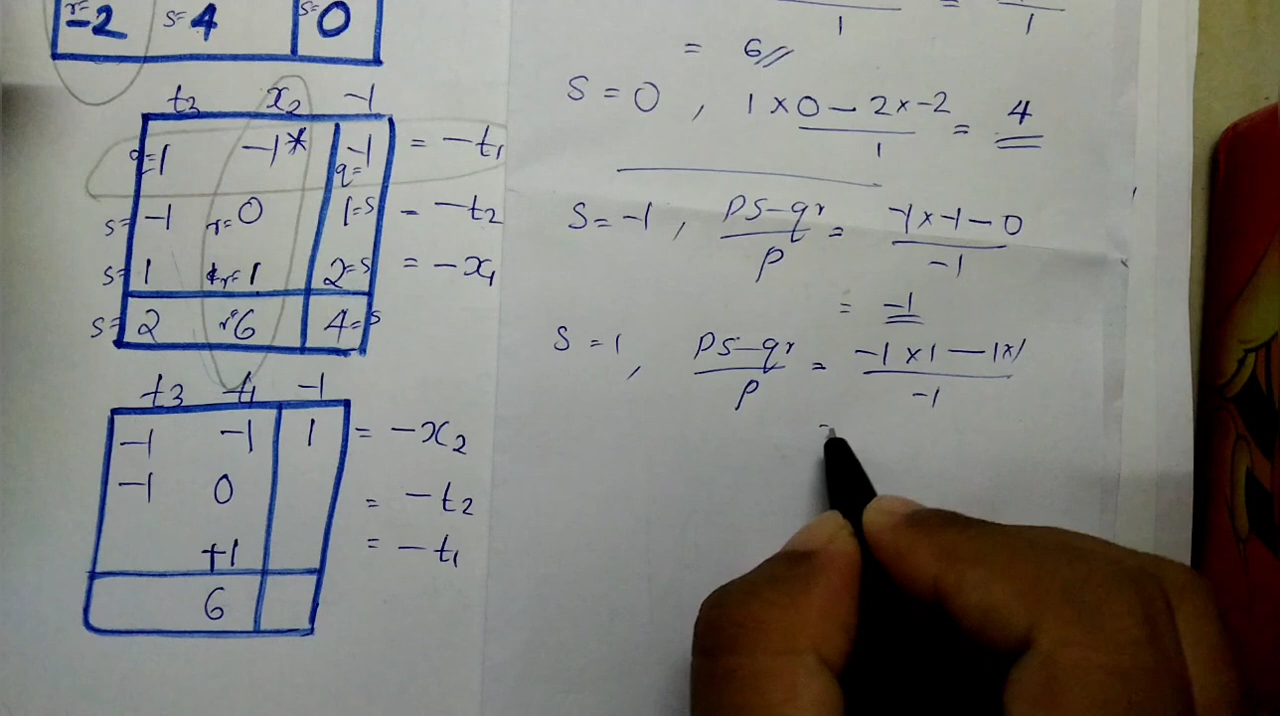 r= -2 s= 4 s= 0
t3 x2 -1
q=1 -1* -1 q= = -t1
s= -1 r= 0 1=s = -t2
s= 1 r= 1 2=s = -x1
s= 2 r= 6 4=s
t3 t1 -1
-1 -1 1 = -x2
-1 0 = -t2
+1 = -t1
6
1 = 1
= 6//
S = 0 , 1 x 0 - 2 x -2 / 1 = 4
S = -1 , ps-qr / p = -1 x -1 - 0 / -1
= -1
S = 1 , ps-qr / p = -1 x 1 - 1 x 1 / -1